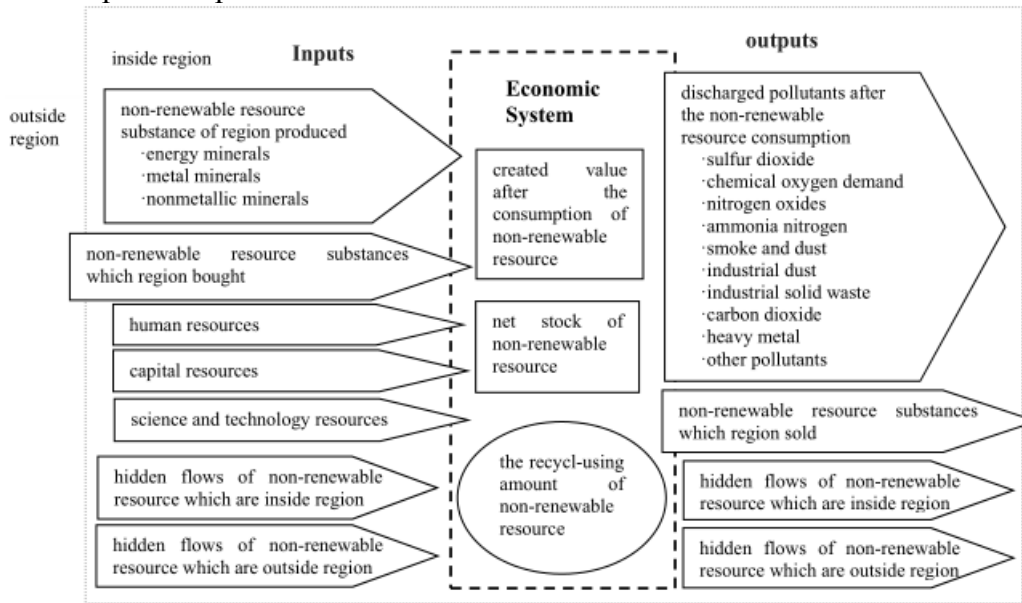 inside region
Inputs
outputs
outside
region
non-renewable resource
substance of region produced
·energy minerals
·metal minerals
·nonmetallic minerals
non-renewable resource substances
which region bought
human resources
capital resources
science and technology resources
hidden flows of non-renewable
resource which are inside region
hidden flows of non-renewable
resource which are outside region
Economic
System
created value
after the
consumption of
non-renewable
resource
net stock of
non-renewable
resource
the recycl-using
amount of
non-renewable
resource
discharged pollutants after
the non-renewable
resource consumption
·sulfur dioxide
·chemical oxygen demand
·nitrogen oxides
·ammonia nitrogen
·smoke and dust
·industrial dust
·industrial solid waste
·carbon dioxide
·heavy metal
·other pollutants
non-renewable resource substances
which region sold
hidden flows of non-renewable
resource which are inside region
hidden flows of non-renewable
resource which are outside region